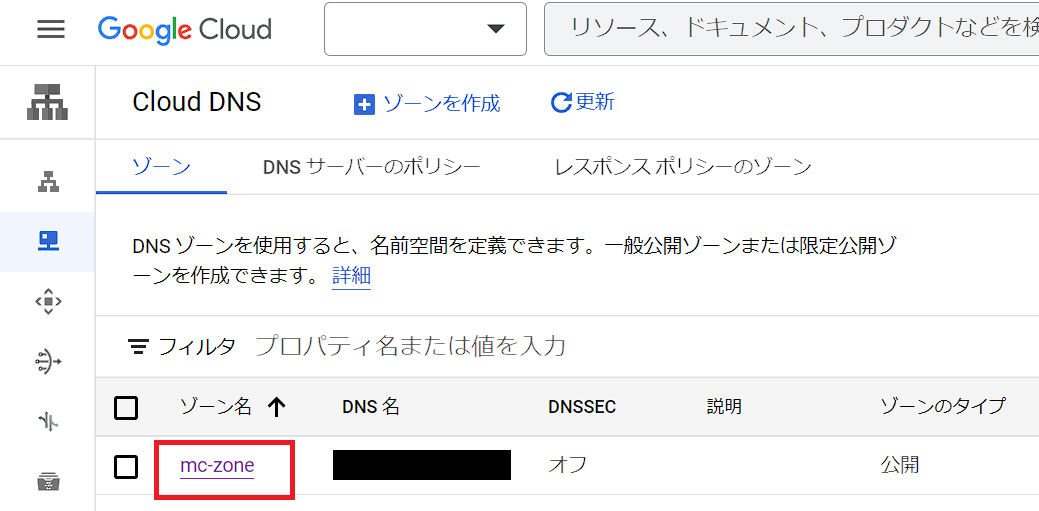 Google Cloud
リソース、ドキュメント、プロダクトなどを検
Cloud DNS
ゾーンを作成
更新
ゾーン
DNS サーバーのポリシー
レスポンス ポリシーのゾーン
DNS ゾーンを使用すると、名前空間を定義できます。一般公開ゾーンまたは限定公開ゾ
ーンを作成できます。 詳細
フィルタ プロパティ名または値を入力
ゾーン名 DNS 名 DNSSEC 説明 ゾーンのタイプ
mc-zone オフ 公開